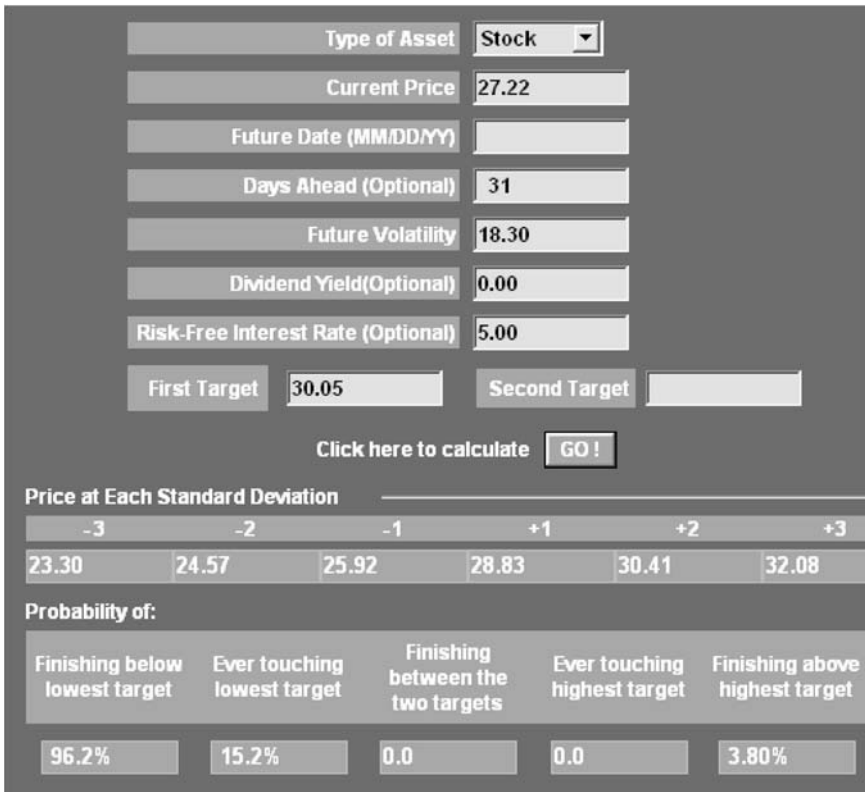 Type of Asset Stock
Current Price 27.22
Future Date (MM/DD/YY)
Days Ahead (Optional) 31
Future Volatility 18.30
Dividend Yield(Optional) 0.00
Risk-Free Interest Rate (Optional) 5.00
First Target 30.05 Second Target
Click here to calculate GO !
Price at Each Standard Deviation
-3 -2 -1 +1 +2 +3
23.30 24.57 25.92 28.83 30.41 32.08
Probability of:
Finishing below lowest target
Ever touching lowest target
Finishing between the two targets
Ever touching highest target
Finishing above highest target
96.2% 15.2% 0.0 0.0 3.80%